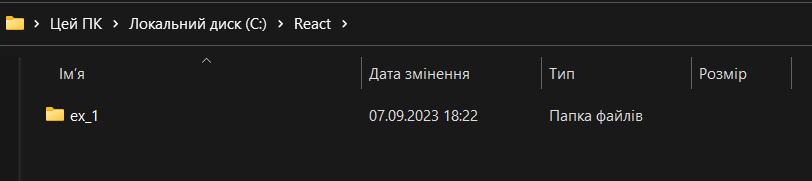 Цей ПК > Локальний диск (C:) > React >
Ім’я Дата змінення Тип Розмір
ex_1 07.09.2023 18:22 Папка файлів